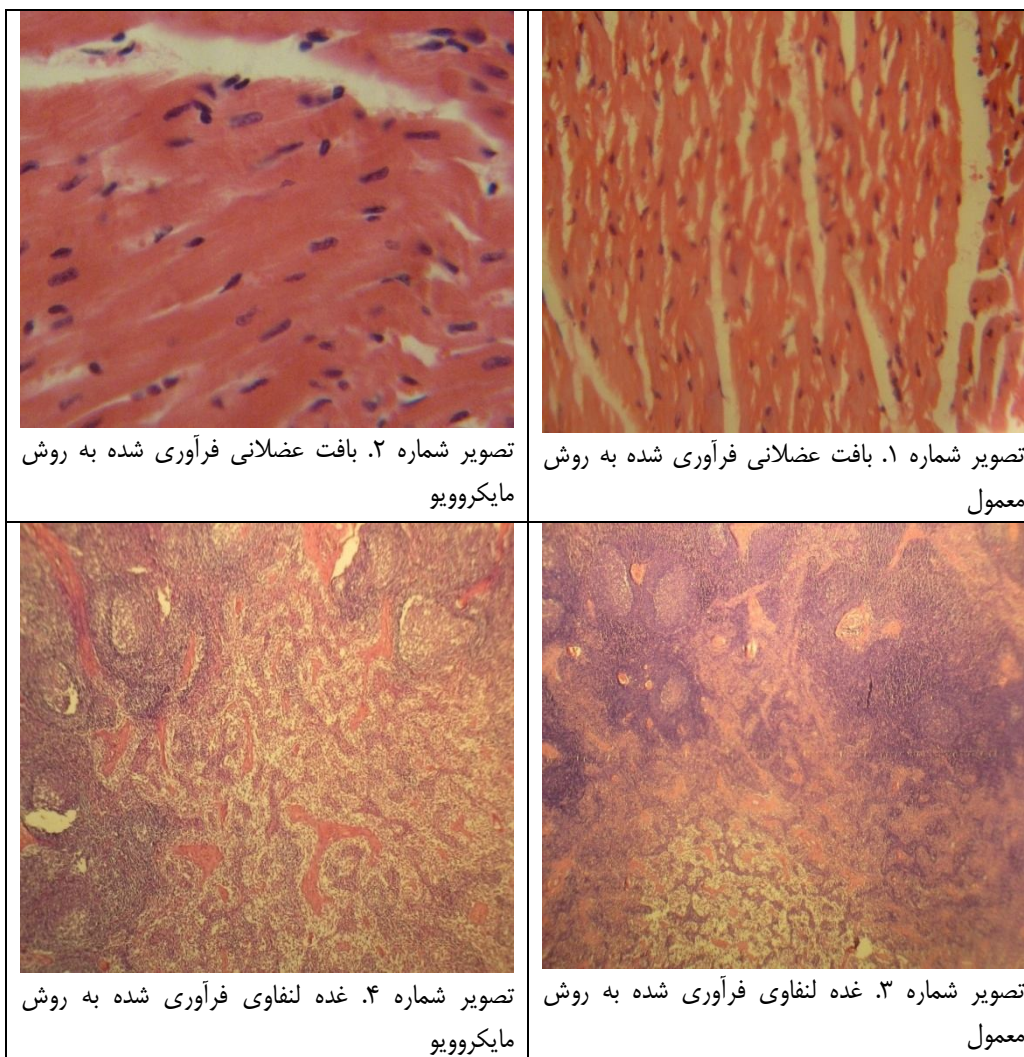 تصویر شماره ۱. بافت عضلانی فرآوری شده به روش
معمول
تصویر شماره ۲. بافت عضلانی فرآوری شده به روش
مایکروویو
تصویر شماره ۳. غده لنفاوی فرآوری شده به روش
معمول
تصویر شماره ۴. غده لنفاوی فرآوری شده به روش
مایکروویو